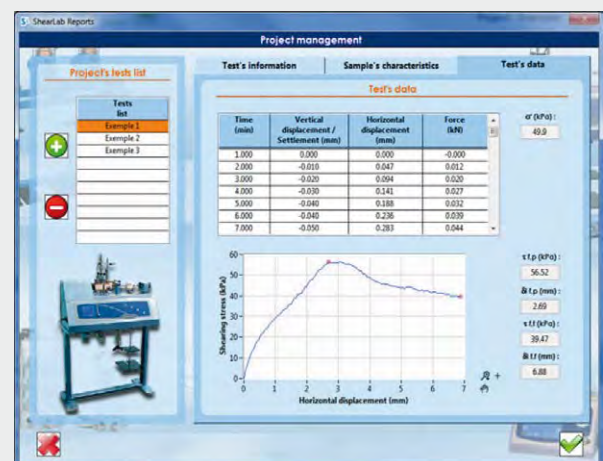 ShearLab Reports
Project management
Project's tests list
Tests
list
Exemple 1
Exemple 2
Exemple 3
Test's information
Sample's characteristics
Test's data
Test's data
Time (min) Vertical displacement / Settlement (mm) Horizontal displacement (mm) Force (kN)
1.000 0.000 0.000 -0.000
2.000 -0.010 0.047 0.012
3.000 -0.020 0.094 0.020
4.000 -0.030 0.141 0.027
5.000 -0.040 0.188 0.032
6.000 -0.040 0.236 0.039
7.000 -0.050 0.283 0.044
σ' (kPa) :
49.9
Shearing stress (kPa)
60
50
40
30
20
10
0
0 1 2 3 4 5 6 7
Horizontal displacement (mm)
τ f.p (kPa) :
56.52
δl f.p (mm) :
2.69
τ f.f (kPa) :
39.47
δl f.f (mm) :
6.88